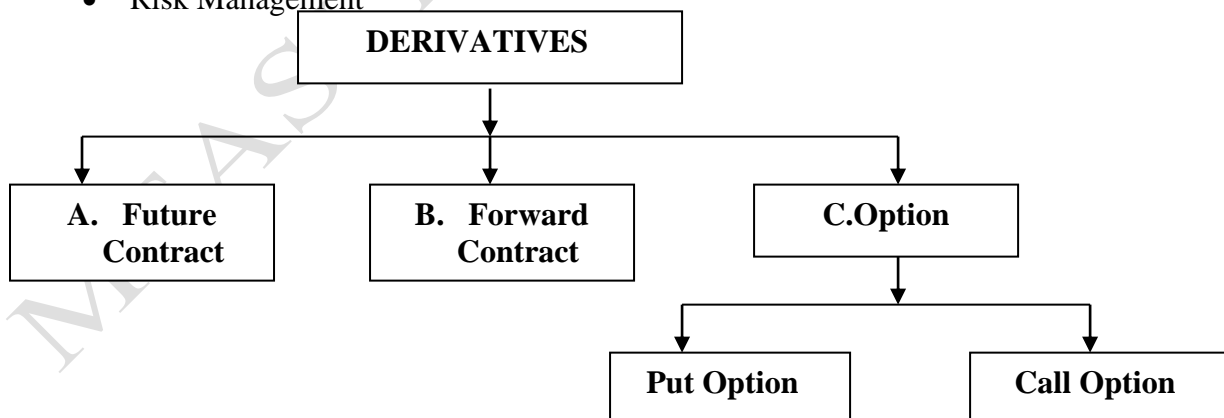 • Risk Management
DERIVATIVES
A. Future
Contract
B. Forward
Contract
C.Option
Put Option
Call Option